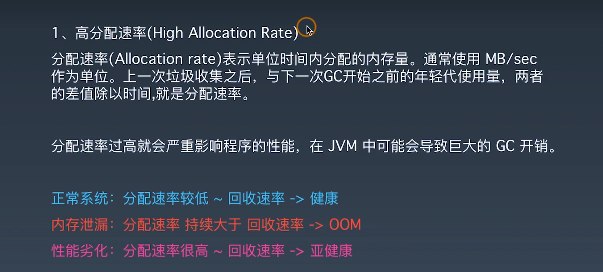 1、高分配速率(High Allocation Rate)
分配速率(Allocation rate)表示单位时间内分配的内存量。通常使用 MB/sec
作为单位。上一次垃圾收集之后，与下一次GC开始之前的年轻代使用量，两者
的差值除以时间,就是分配速率。
分配速率过高就会严重影响程序的性能，在 JVM 中可能会导致巨大的 GC 开销。
正常系统：分配速率较低 ~ 回收速率 -> 健康
内存泄漏：分配速率 持续大于 回收速率 -> OOM
性能劣化：分配速率很高 ~ 回收速率 -> 亚健康